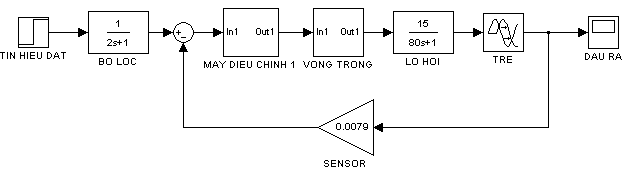 1
2s+1
In1 Out1
In1 Out1
15
80s+1
TIN HIEU DAT
BO LOC
MAY DIEU CHINH 1
VONG TRONG
LO HOI
TRE
DAU RA
0.0079
SENSOR